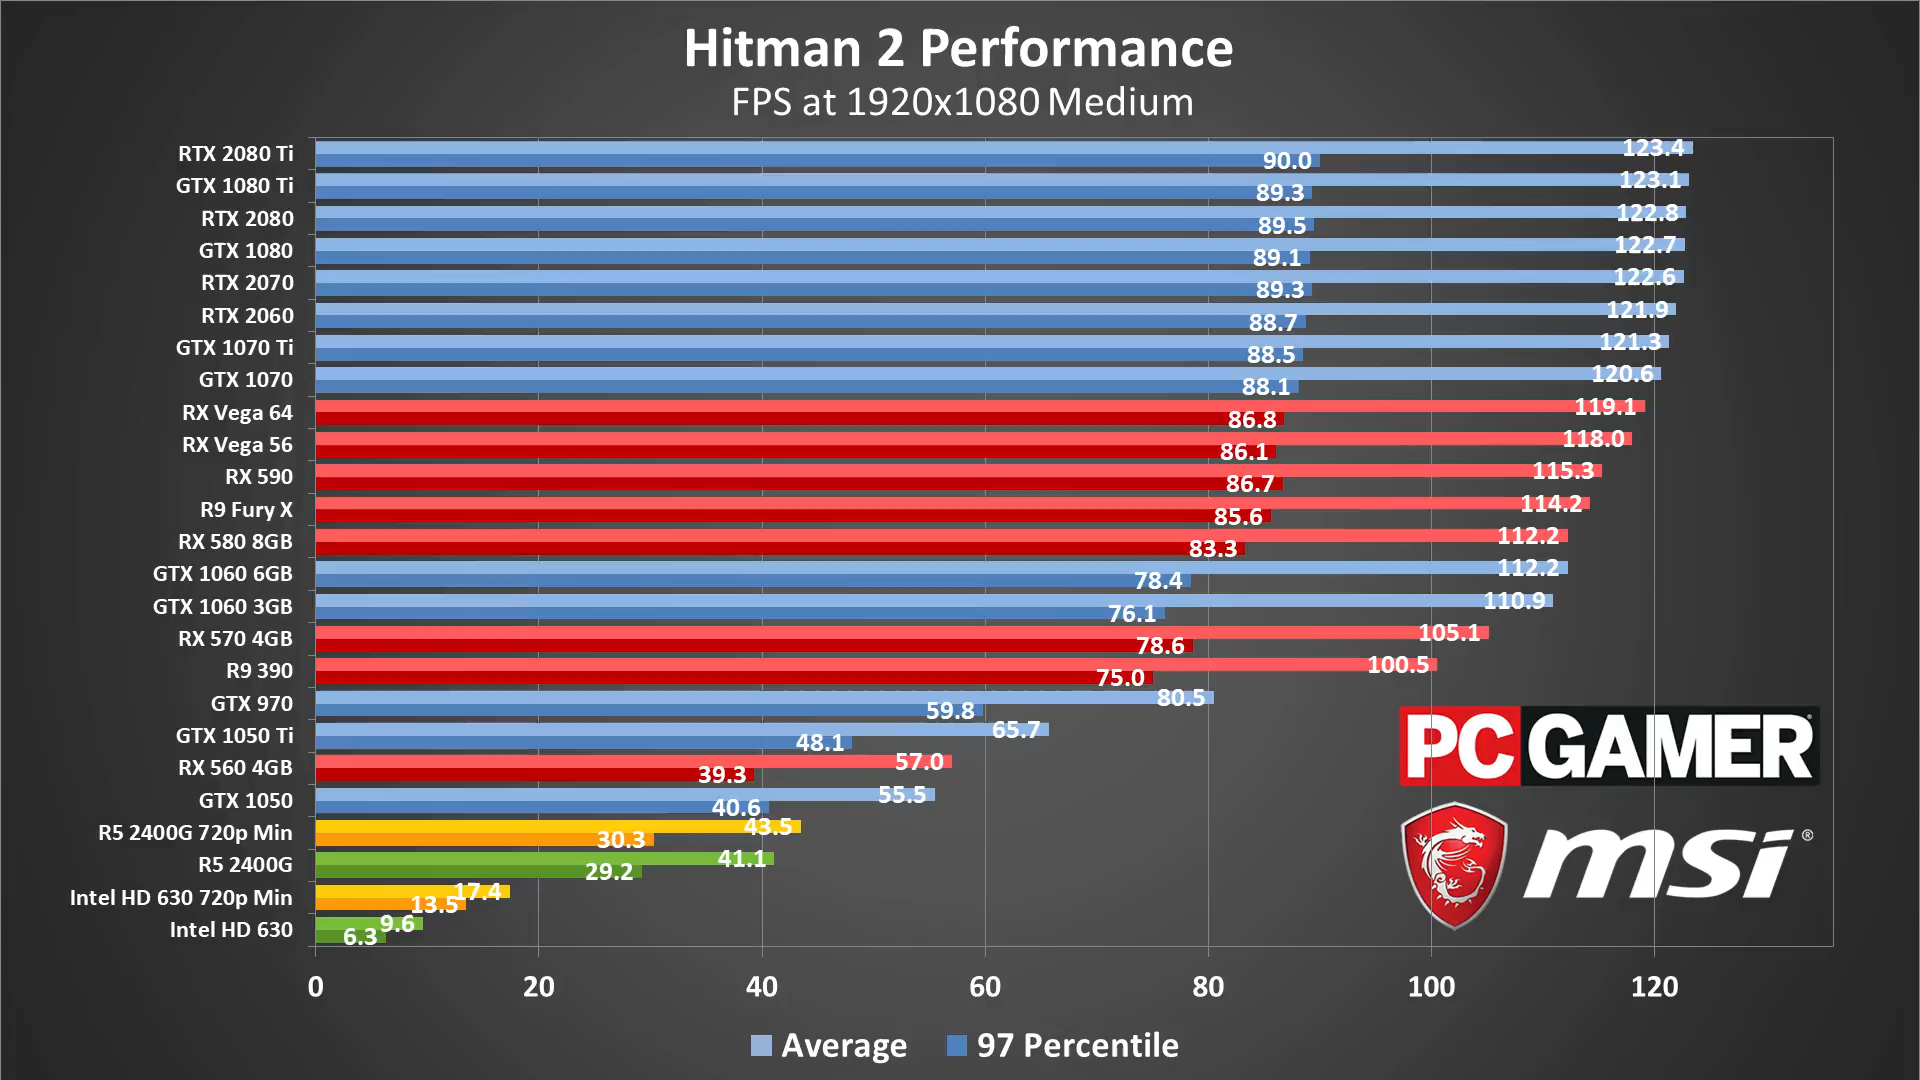 Hitman 2 Performance
FPS at 1920x1080 Medium
RTX 2080 Ti 123.4 90.0
GTX 1080 Ti 123.1 89.3
RTX 2080 122.8 89.5
GTX 1080 122.7 89.1
RTX 2070 122.6 89.3
RTX 2060 121.9 88.7
GTX 1070 Ti 121.3 88.5
GTX 1070 120.6 88.1
RX Vega 64 119.1 86.8
RX Vega 56 118.0 86.1
RX 590 115.3 86.7
R9 Fury X 114.2 85.6
RX 580 8GB 112.2 83.3
GTX 1060 6GB 112.2 78.4
GTX 1060 3GB 110.9 76.1
RX 570 4GB 105.1 78.6
R9 390 100.5 75.0
GTX 970 80.5 59.8
GTX 1050 Ti 65.7 48.1
RX 560 4GB 57.0 39.3
GTX 1050 55.5 40.6
R5 2400G 720p Min 43.5 30.3
R5 2400G 41.1 29.2
Intel HD 630 720p Min 17.4 13.5
Intel HD 630 9.6 6.3
0 20 40 60 80 100 120
Average 97 Percentile
PC GAMER
msi®